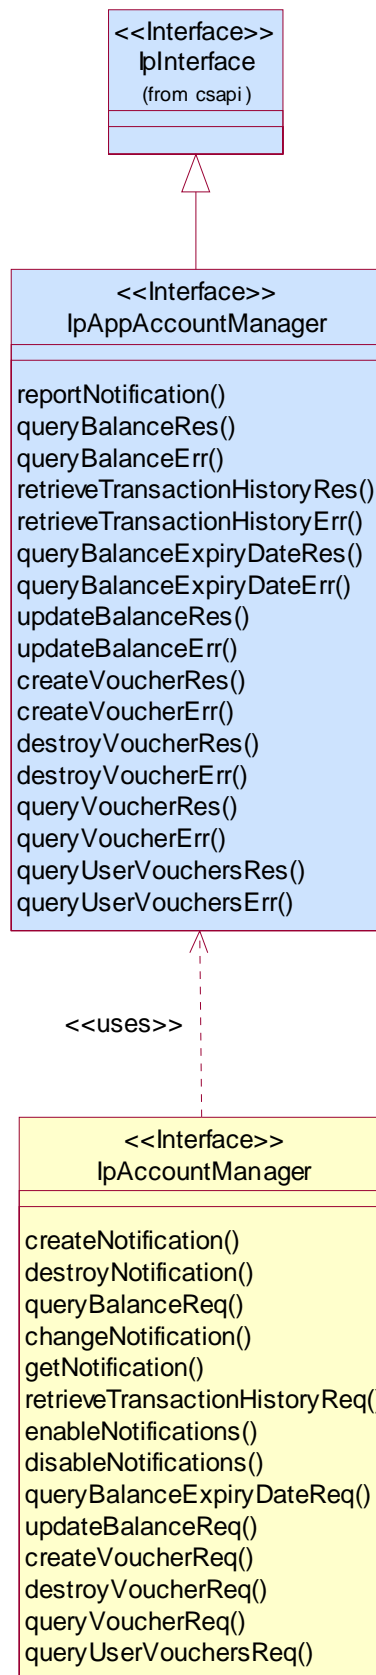 <<Interface>>
IpInterface
(from csapi)
<<Interface>>
IpAppAccountManager
reportNotification()
queryBalanceRes()
queryBalanceErr()
retrieveTransactionHistoryRes()
retrieveTransactionHistoryErr()
queryBalanceExpiryDateRes()
queryBalanceExpiryDateErr()
updateBalanceRes()
updateBalanceErr()
createVoucherRes()
createVoucherErr()
destroyVoucherRes()
destroyVoucherErr()
queryVoucherRes()
queryVoucherErr()
queryUserVouchersRes()
queryUserVouchersErr()
<<uses>>
<<Interface>>
IpAccountManager
createNotification()
destroyNotification()
queryBalanceReq()
changeNotification()
getNotification()
retrieveTransactionHistoryReq()
enableNotifications()
disableNotifications()
queryBalanceExpiryDateReq()
updateBalanceReq()
createVoucherReq()
destroyVoucherReq()
queryVoucherReq()
queryUserVouchersReq()